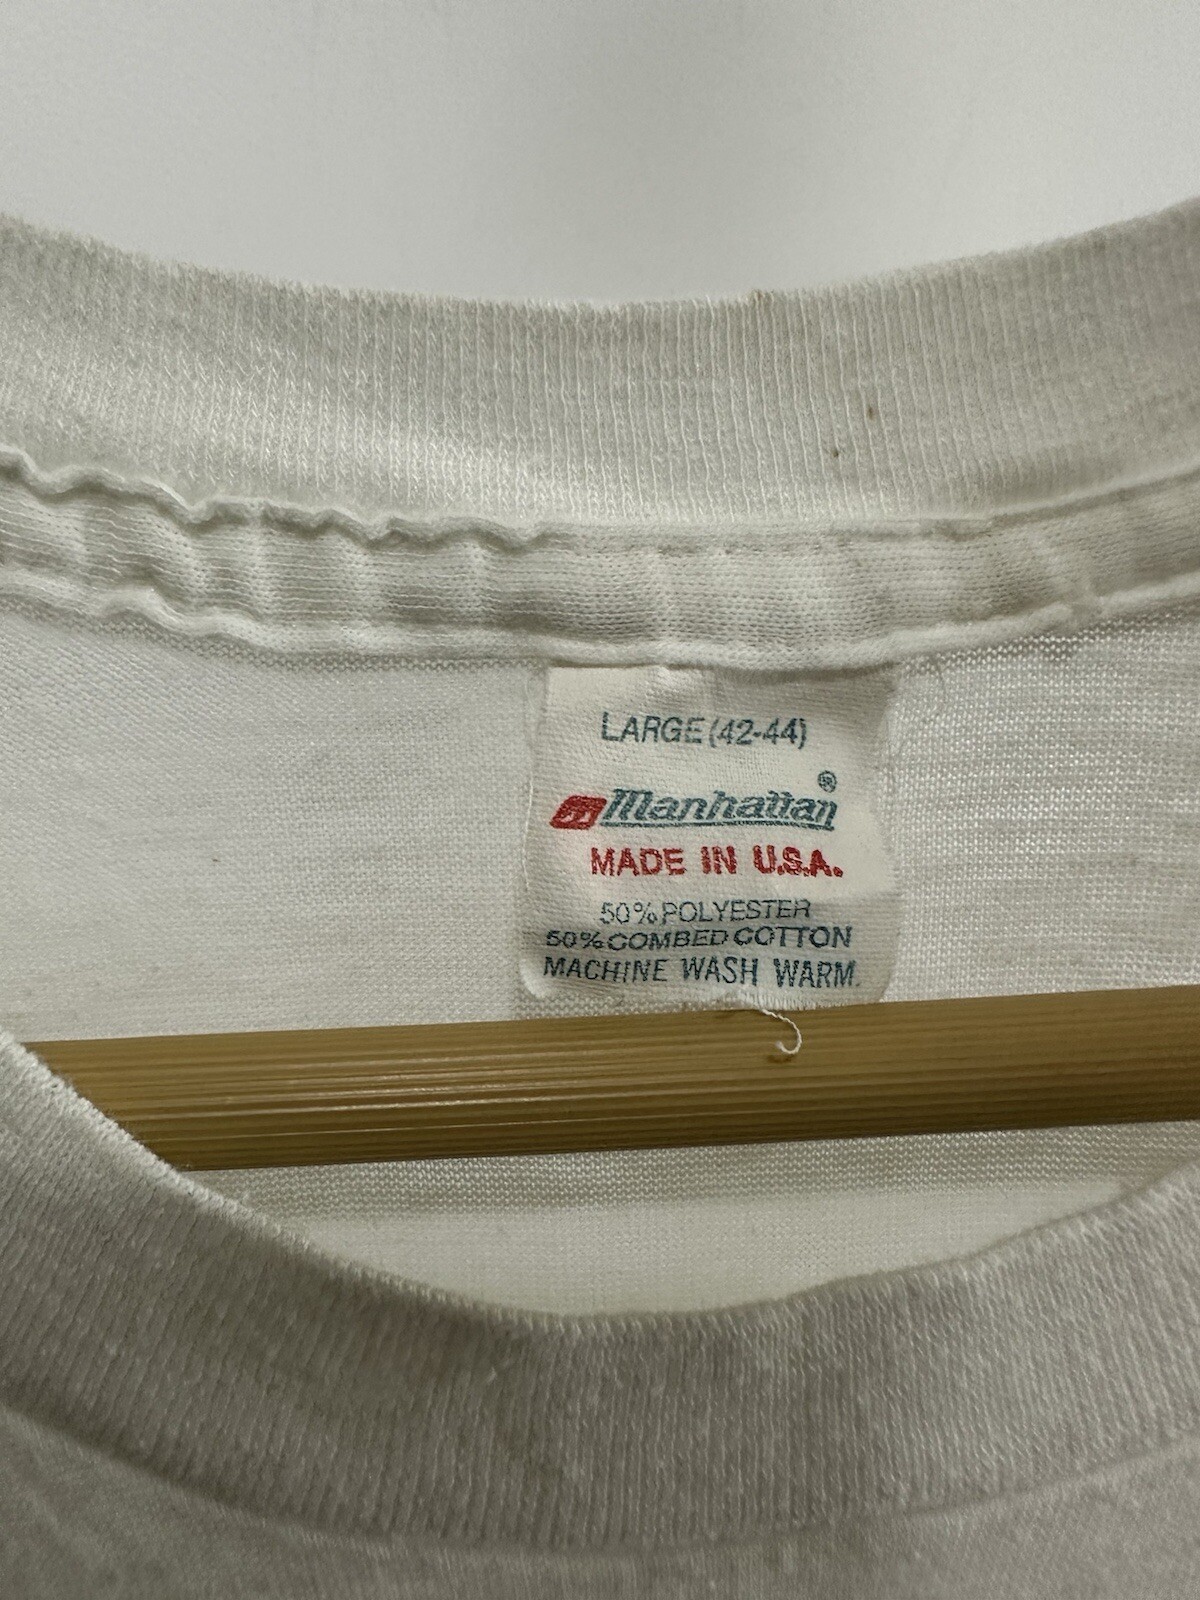 LARGE (42-44)
m Manhattan®
MADE IN U.S.A.
50% POLYESTER
50% COMBED COTTON
MACHINE WASH WARM.